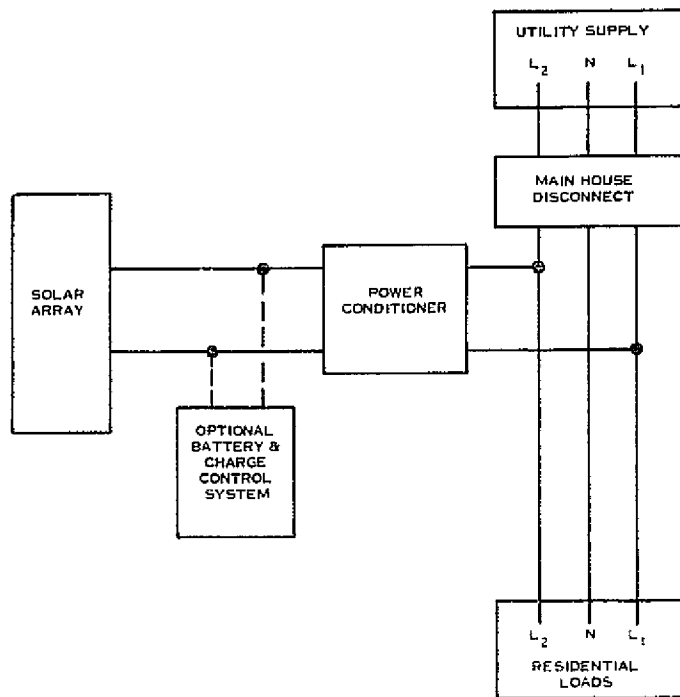 UTILITY SUPPLY
L2 N L1
MAIN HOUSE
DISCONNECT
SOLAR
ARRAY
POWER
CONDITIONER
OPTIONAL
BATTERY &
CHARGE
CONTROL
SYSTEM
L2 N L1
RESIDENTIAL
LOADS